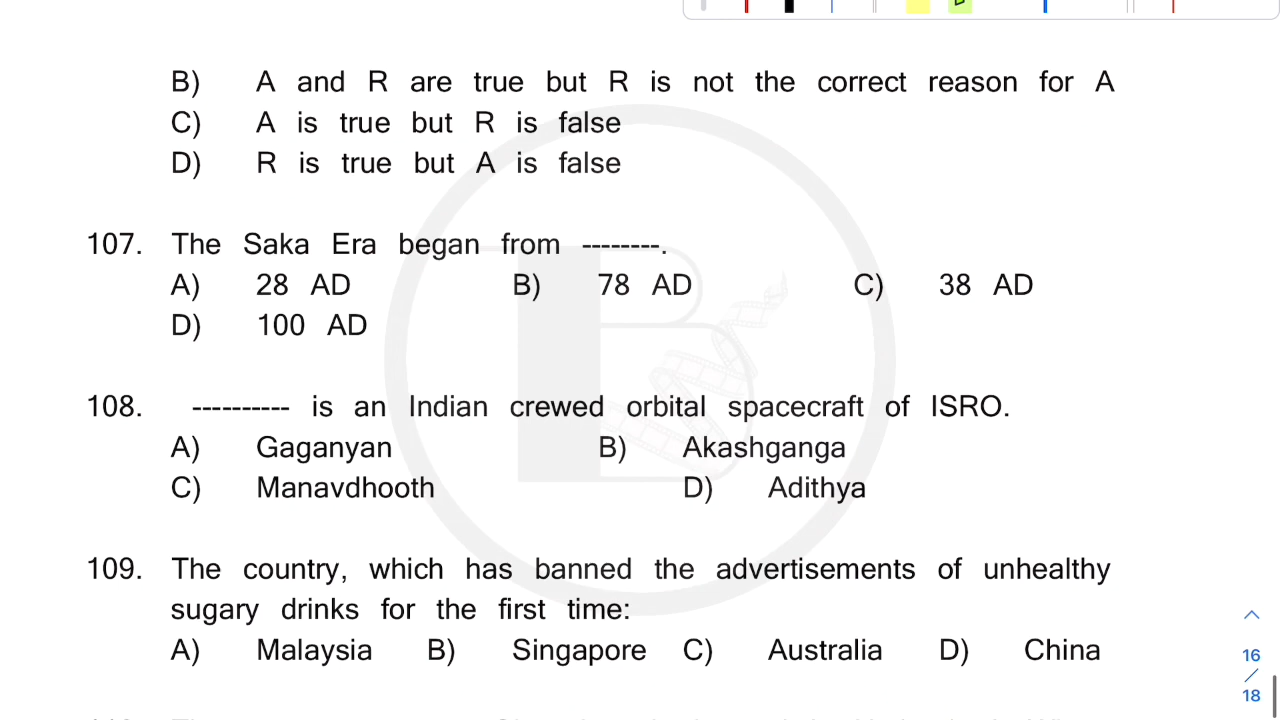 B) A and R are true but R is not the correct reason for A
C) A is true but R is false
D) R is true but A is false
107. The Saka Era began from --------.
A) 28 AD B) 78 AD C) 38 AD
D) 100 AD
108. ---------- is an Indian crewed orbital spacecraft of ISRO.
A) Gaganyan B) Akashganga
C) Manavdhooth D) Adithya
109. The country, which has banned the advertisements of unhealthy
sugary drinks for the first time:
A) Malaysia B) Singapore C) Australia D) China
16
/
18